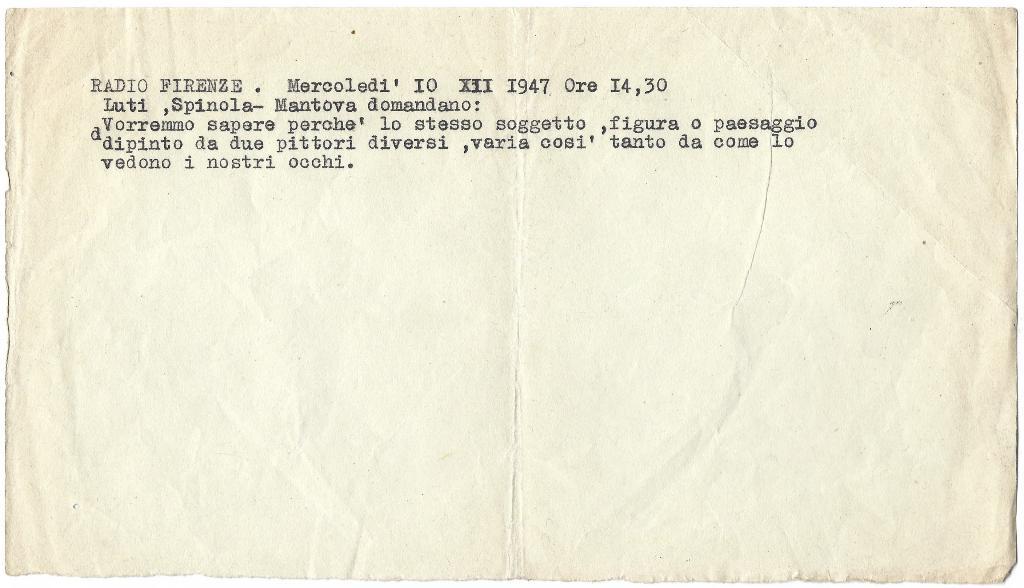 RADIO FIRENZE . Mercoledi' IO XII I947 Ore I4,30
Luti ,Spinola- Mantova domandano:
Vorremmo sapere perche' lo stesso soggetto ,figura o paesaggio
dipinto da due pittori diversi ,varia cosi' tanto da come lo
vedono i nostri occhi.